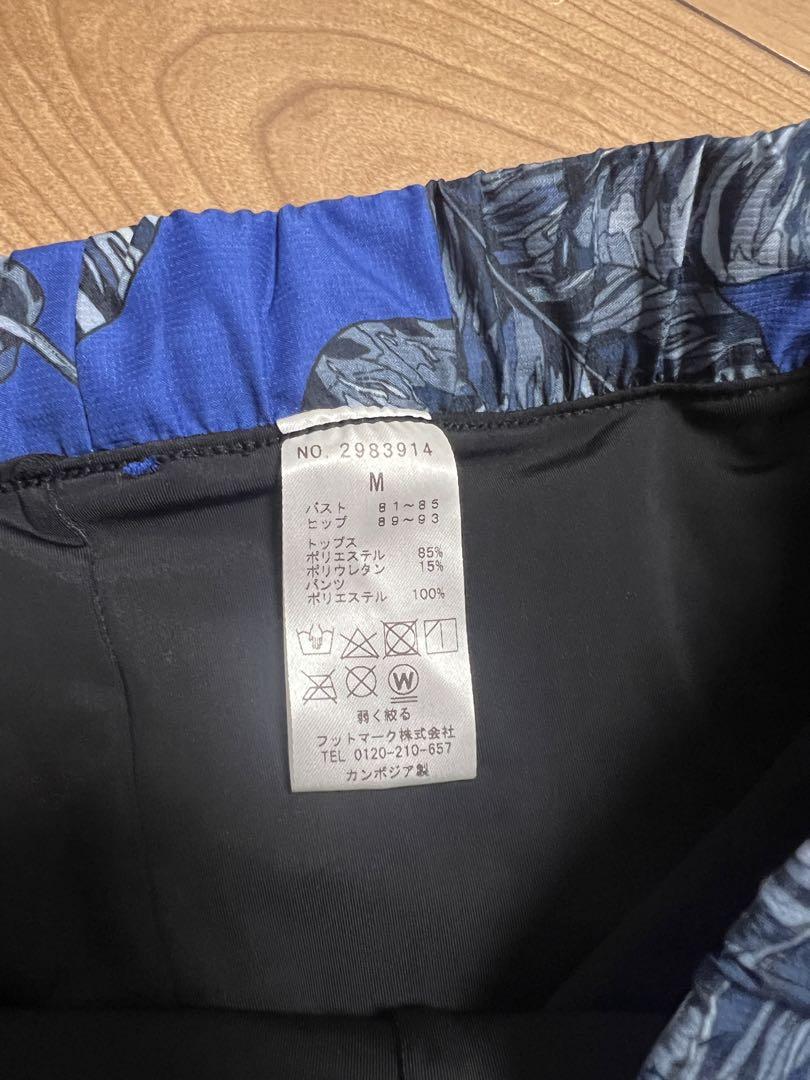 NO. 2983914
M
バスト 81~85
ヒップ 89~93
トップス
ポリエステル 85%
ポリウレタン 15%
パンツ
ポリエステル 100%
W
弱く絞る
フットマーク株式会社
TEL 0120-210-657
カンボジア製